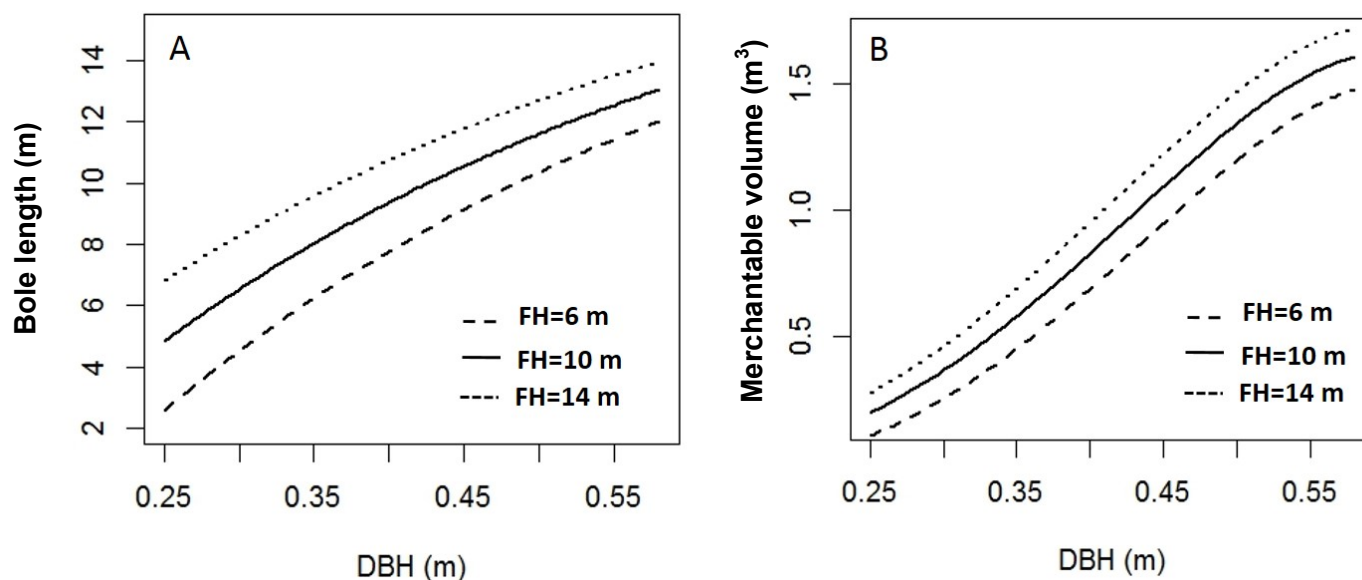 A
Bole length (m)
14
12
10
8
6
4
2
FH=6 m
FH=10 m
FH=14 m
0.25
0.35
0.45
0.55
DBH (m)
B
Merchantable volume (m³)
1.5
1.0
0.5
FH=6 m
FH=10 m
FH=14 m
0.25
0.35
0.45
0.55
DBH (m)